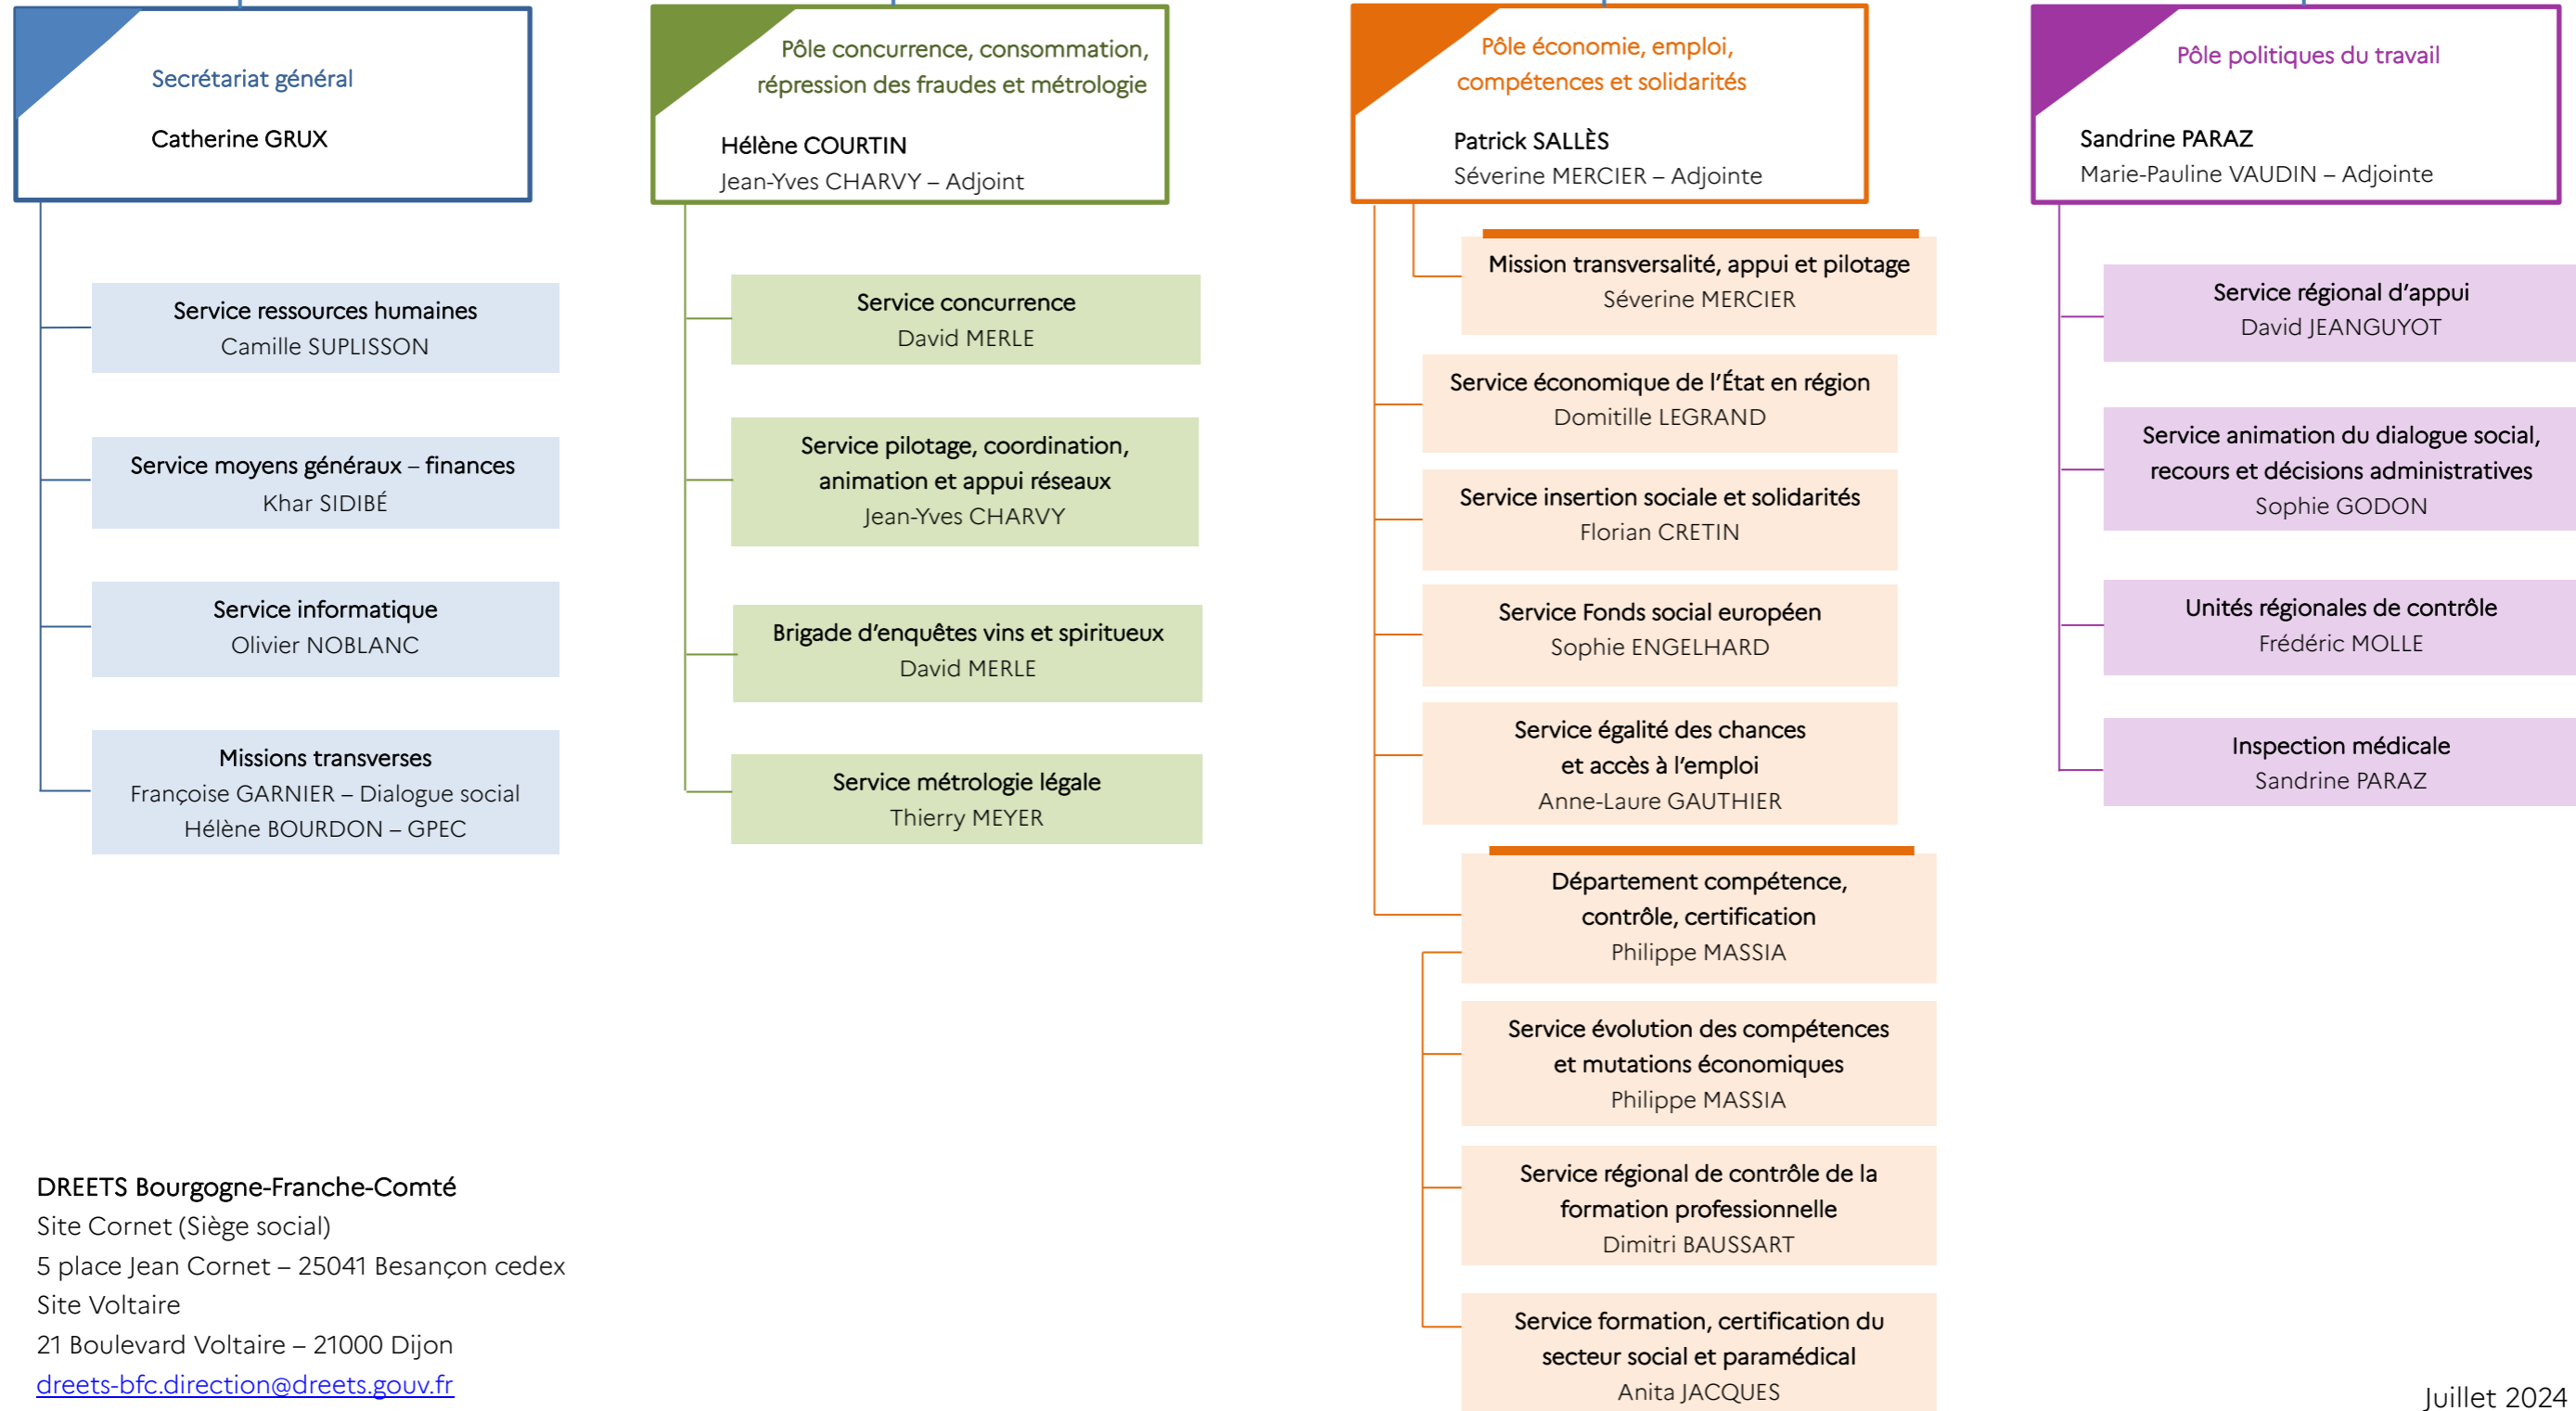 Secrétariat général
Catherine GRUX
Service ressources humaines
Camille SUPLISSON
Service moyens généraux – finances
Khar SIDIBÉ
Service informatique
Olivier NOBLANC
Missions transverses
Françoise GARNIER – Dialogue social
Hélène BOURDON – GPEC
Pôle concurrence, consommation,
répression des fraudes et métrologie
Hélène COURTIN
Jean-Yves CHARVY – Adjoint
Service concurrence
David MERLE
Service pilotage, coordination,
animation et appui réseaux
Jean-Yves CHARVY
Brigade d’enquêtes vins et spiritueux
David MERLE
Service métrologie légale
Thierry MEYER
Pôle économie, emploi,
compétences et solidarités
Patrick SALLÈS
Séverine MERCIER – Adjointe
Mission transversalité, appui et pilotage
Séverine MERCIER
Service économique de l’État en région
Domitille LEGRAND
Service insertion sociale et solidarités
Florian CRETIN
Service Fonds social européen
Sophie ENGELHARD
Service égalité des chances
et accès à l’emploi
Anne-Laure GAUTHIER
Département compétence,
contrôle, certification
Philippe MASSIA
Service évolution des compétences
et mutations économiques
Philippe MASSIA
Service régional de contrôle de la
formation professionnelle
Dimitri BAUSSART
Service formation, certification du
secteur social et paramédical
Anita JACQUES
Pôle politiques du travail
Sandrine PARAZ
Marie-Pauline VAUDIN – Adjointe
Service régional d’appui
David JEANGUYOT
Service animation du dialogue social,
recours et décisions administratives
Sophie GODON
Unités régionales de contrôle
Frédéric MOLLE
Inspection médicale
Sandrine PARAZ
DREETS Bourgogne-Franche-Comté
Site Cornet (Siège social)
5 place Jean Cornet – 25041 Besançon cedex
Site Voltaire
21 Boulevard Voltaire – 21000 Dijon
dreets-bfc.direction@dreets.gouv.fr
Juillet 2024